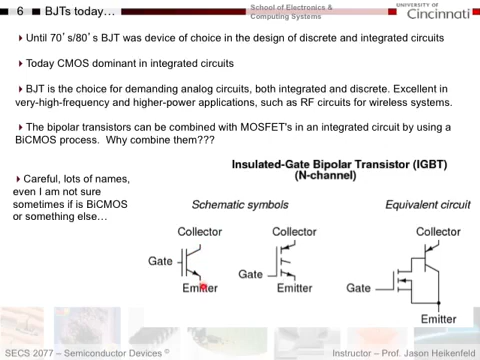 6 BJTs today…
School of Electronics &
Computing Systems
UNIVERSITY OF
Cincinnati
Until 70's/80's BJT was device of choice in the design of discrete and integrated circuits
Today CMOS dominant in integrated circuits
BJT is the choice for demanding analog circuits, both integrated and discrete. Excellent in
very-high-frequency and higher-power applications, such as RF circuits for wireless systems.
The bipolar transistors can be combined with MOSFET's in an integrated circuit by using a
BiCMOS process.  Why combine them???
Careful, lots of names,
even I am not sure
sometimes if is BiCMOS
or something else…
Insulated-Gate Bipolar Transistor (IGBT)
(N-channel)
Schematic symbols
Equivalent circuit
Collector
Collector
Collector
Gate
Gate
Gate
Emitter
Emitter
Emitter
SECS 2077 – Semiconductor Devices ©
Instructor – Prof. Jason Heikenfeld